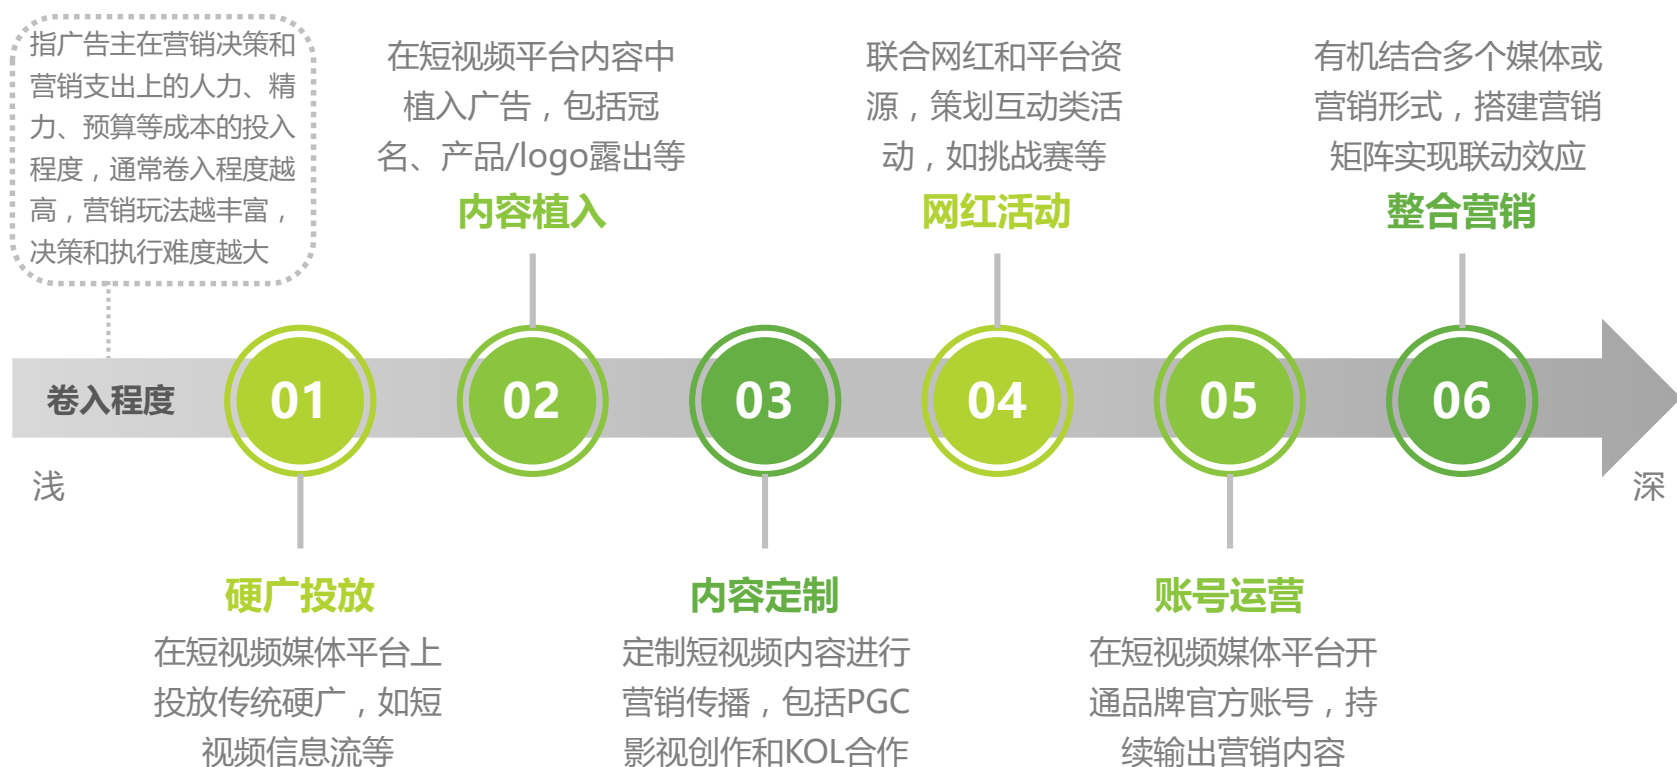 指广告主在营销决策和
营销支出上的人力、精
力、预算等成本的投入
程度，通常卷入程度越
高，营销玩法越丰富，
决策和执行难度越大
在短视频平台内容中
植入广告，包括冠
名、产品/logo露出等
内容植入
联合网红和平台资
源，策划互动类活
动，如挑战赛等
网红活动
有机结合多个媒体或
营销形式，搭建营销
矩阵实现联动效应
整合营销
卷入程度
01
02
03
04
05
06
浅
深
硬广投放
在短视频媒体平台上
投放传统硬广，如短
视频信息流等
内容定制
定制短视频内容进行
营销传播，包括PGC
影视创作和KOL合作
账号运营
在短视频媒体平台开
通品牌官方账号，持
续输出营销内容